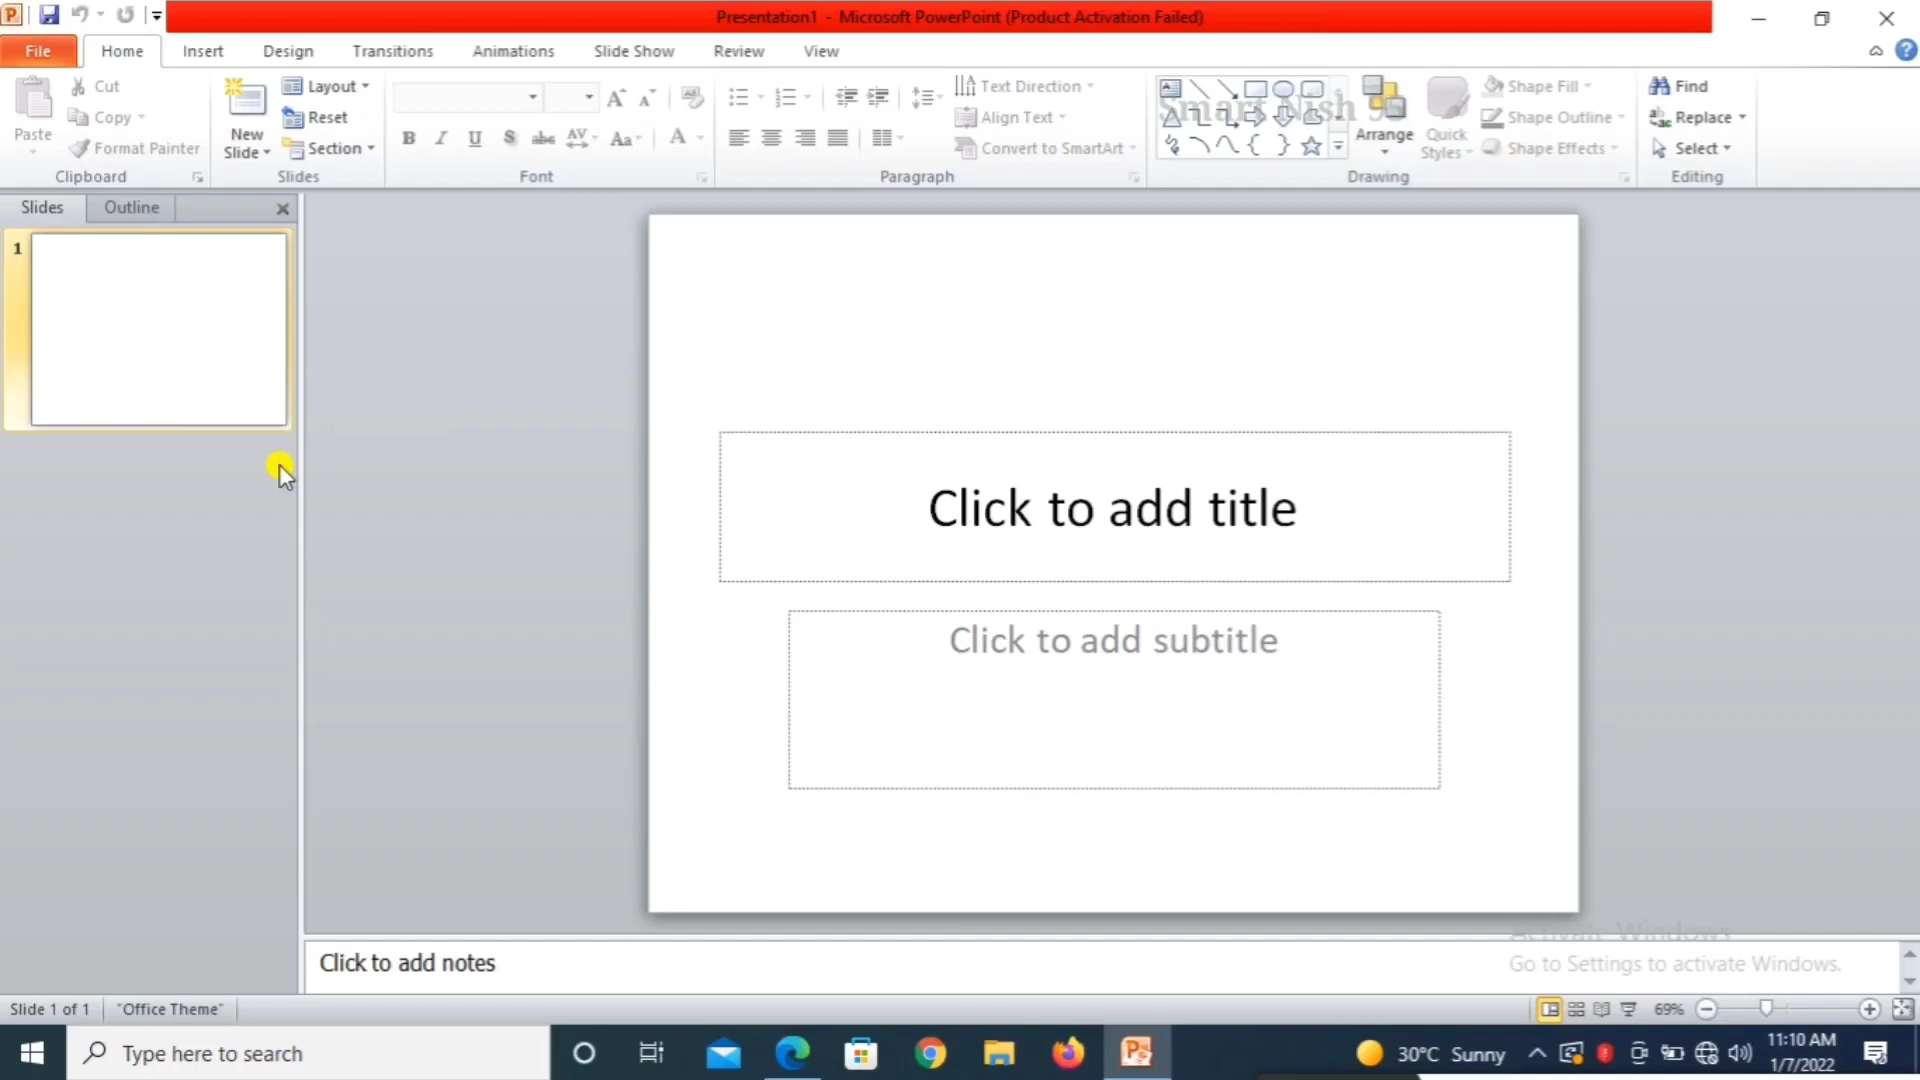 Presentation1 - Microsoft PowerPoint (Product Activation Failed)
File Home Insert Design Transitions Animations Slide Show Review View
Paste
Cut
Copy
Format Painter
Clipboard
New
Slide
Layout
Reset
Section
Slides
Font
Text Direction
Align Text
Convert to SmartArt
Paragraph
Smart Nish
Arrange
Quick
Styles
Shape Fill
Shape Outline
Shape Effects
Drawing
Find
Replace
Select
Editing
Slides Outline
1
Click to add title
Click to add subtitle
Click to add notes
Activate Windows
Go to Settings to activate Windows.
Slide 1 of 1 "Office Theme" 69%
Type here to search
30°C Sunny
11:10 AM
1/7/2022